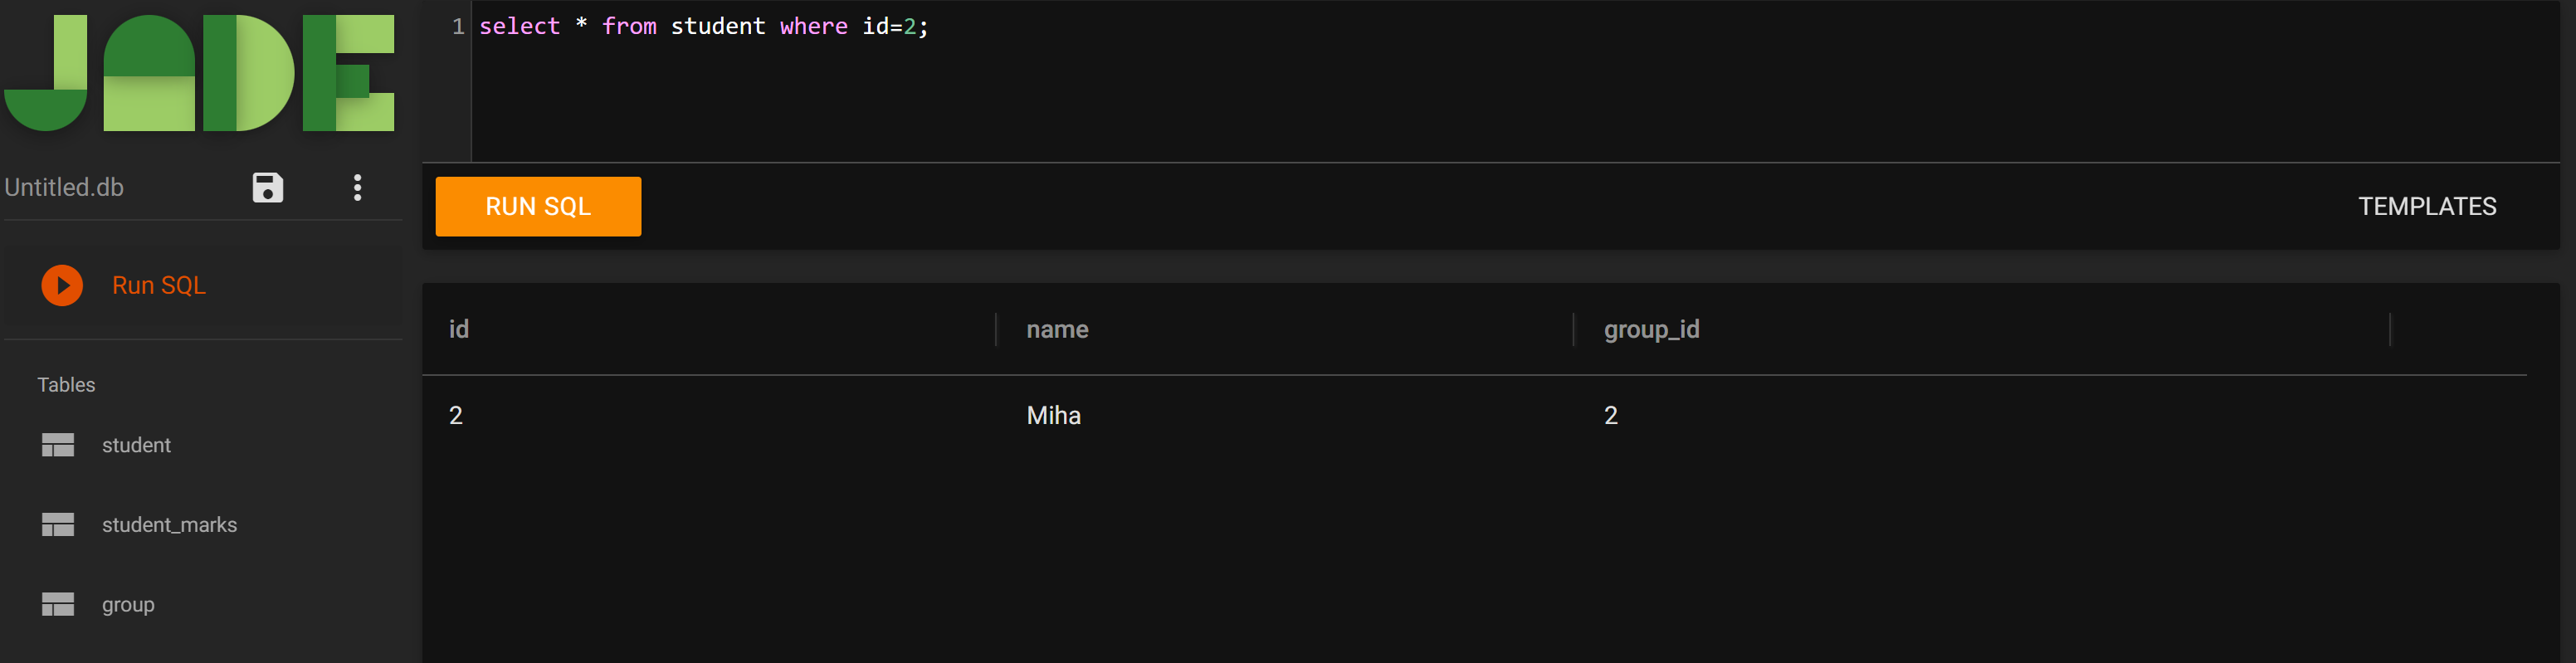 JADE
Untitled.db
Run SQL
Tables
student
student_marks
group
1 select * from student where id=2;
RUN SQL
TEMPLATES
id name group_id
2 Miha 2